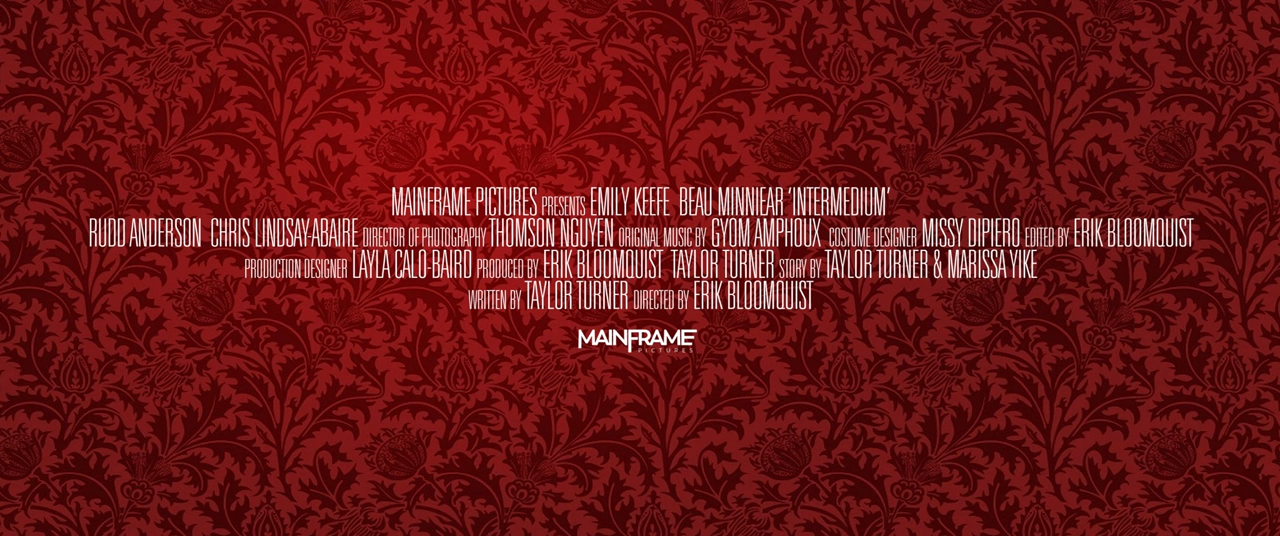 MAINFRAME PICTURES PRESENTS EMILY KEEFE BEAU MINNIEAR ‘INTERMEDIUM’
RUDD ANDERSON CHRIS LINDSAY-ABAIRE DIRECTOR OF PHOTOGRAPHY THOMSON NGUYEN ORIGINAL MUSIC BY GYOM AMPHOUX COSTUME DESIGNER MISSY DIPIERO EDITED BY ERIK BLOOMQUIST
PRODUCTION DESIGNER LAYLA CALO-BAIRD PRODUCED BY ERIK BLOOMQUIST TAYLOR TURNER STORY BY TAYLOR TURNER & MARISSA YIKE
WRITTEN BY TAYLOR TURNER DIRECTED BY ERIK BLOOMQUIST
MAINFRAME
PICTURES